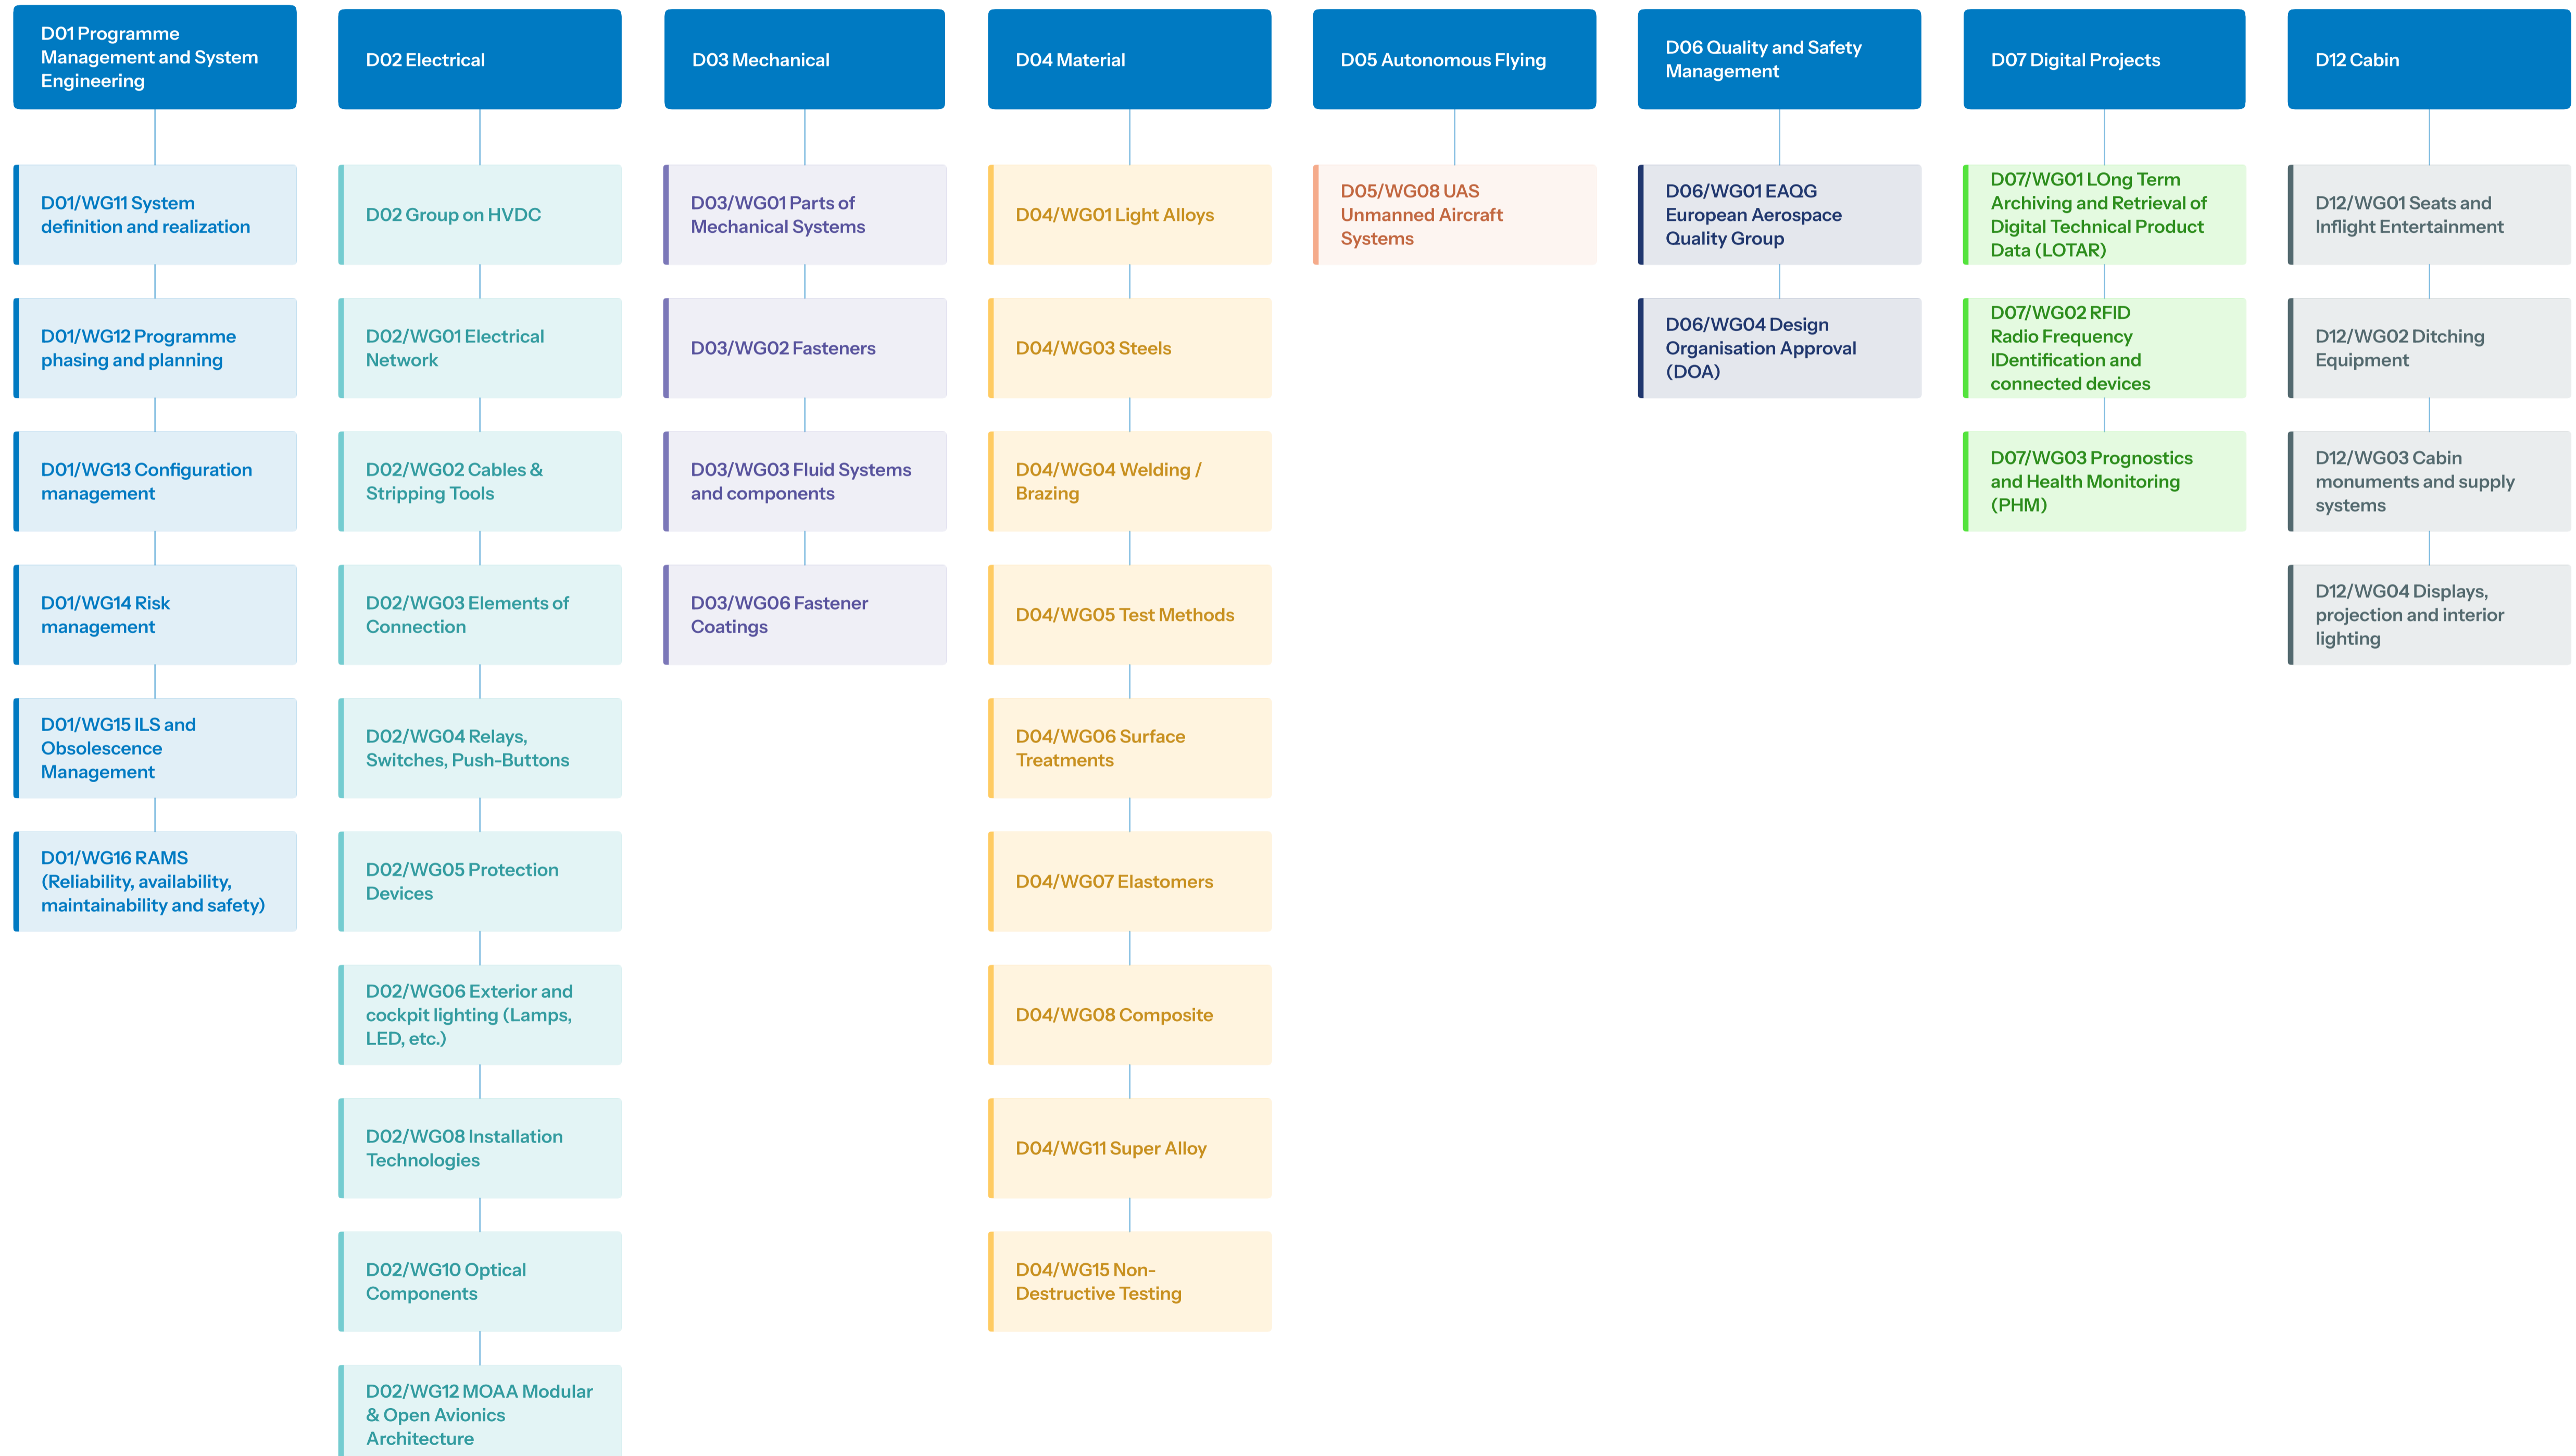 D01 Programme
Management and System
Engineering
D01/WG11 System
definition and realization
D01/WG12 Programme
phasing and planning
D01/WG13 Configuration
management
D01/WG14 Risk
management
D01/WG15 ILS and
Obsolescence
Management
D01/WG16 RAMS
(Reliability, availability,
maintainability and safety)
D02 Electrical
D02 Group on HVDC
D02/WG01 Electrical
Network
D02/WG02 Cables &
Stripping Tools
D02/WG03 Elements of
Connection
D02/WG04 Relays,
Switches, Push-Buttons
D02/WG05 Protection
Devices
D02/WG06 Exterior and
cockpit lighting (Lamps,
LED, etc.)
D02/WG08 Installation
Technologies
D02/WG10 Optical
Components
D02/WG12 MOAA Modular
& Open Avionics
Architecture
D03 Mechanical
D03/WG01 Parts of
Mechanical Systems
D03/WG02 Fasteners
D03/WG03 Fluid Systems
and components
D03/WG06 Fastener
Coatings
D04 Material
D04/WG01 Light Alloys
D04/WG03 Steels
D04/WG04 Welding /
Brazing
D04/WG05 Test Methods
D04/WG06 Surface
Treatments
D04/WG07 Elastomers
D04/WG08 Composite
D04/WG11 Super Alloy
D04/WG15 Non-
Destructive Testing
D05 Autonomous Flying
D05/WG08 UAS
Unmanned Aircraft
Systems
D06 Quality and Safety
Management
D06/WG01 EAQG
European Aerospace
Quality Group
D06/WG04 Design
Organisation Approval
(DOA)
D07 Digital Projects
D07/WG01 LOng Term
Archiving and Retrieval of
Digital Technical Product
Data (LOTAR)
D07/WG02 RFID
Radio Frequency
IDentification and
connected devices
D07/WG03 Prognostics
and Health Monitoring
(PHM)
D12 Cabin
D12/WG01 Seats and
Inflight Entertainment
D12/WG02 Ditching
Equipment
D12/WG03 Cabin
monuments and supply
systems
D12/WG04 Displays,
projection and interior
lighting